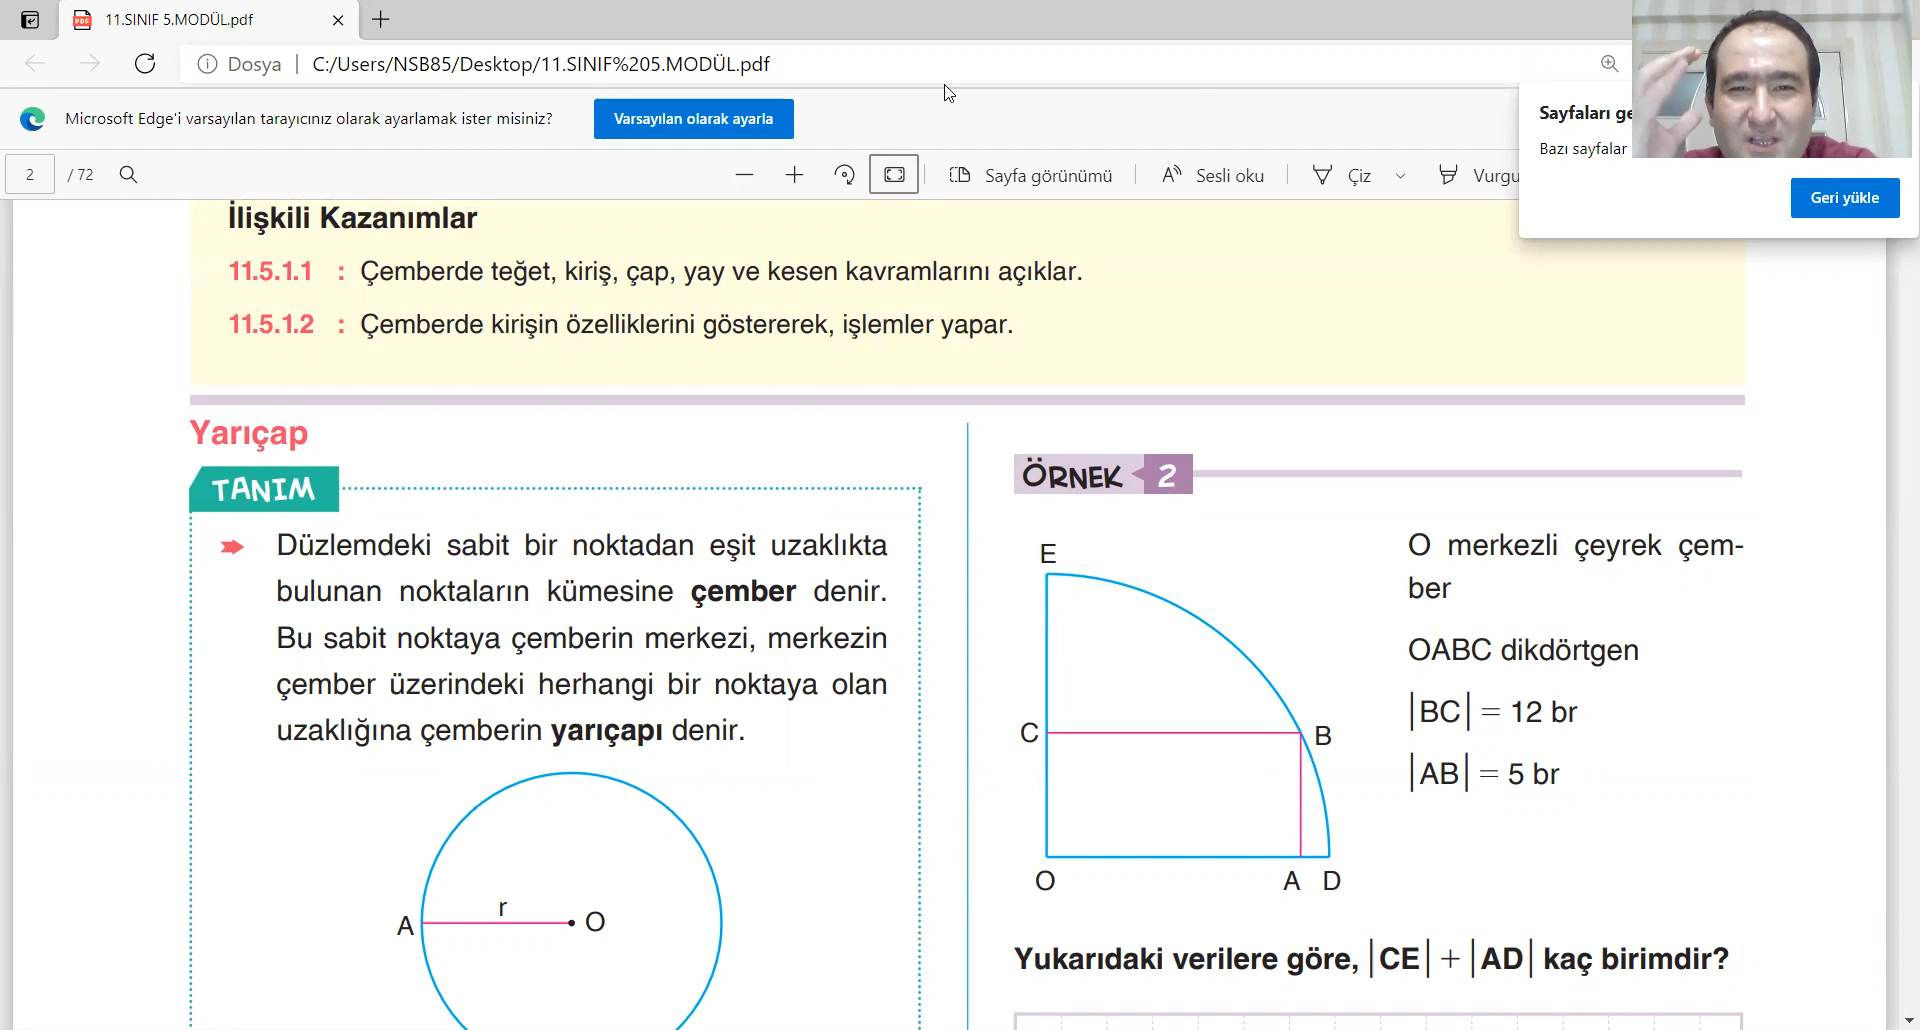 11.SINIF 5.MODÜL.pdf
Dosya | C:/Users/NSB85/Desktop/11.SINIF%205.MODÜL.pdf
Microsoft Edge'i varsayılan tarayıcınız olarak ayarlamak ister misiniz?
Varsayılan olarak ayarla
Sayfaları ge
Bazı sayfalar
Geri yükle
2 / 72
Sayfa görünümü
Sesli oku
Çiz
Vurgu
İlişkili Kazanımlar
11.5.1.1 : Çemberde teğet, kiriş, çap, yay ve kesen kavramlarını açıklar.
11.5.1.2 : Çemberde kirişin özelliklerini göstererek, işlemler yapar.
Yarıçap
TANIM
Düzlemdeki sabit bir noktadan eşit uzaklıkta
bulunan noktaların kümesine çember denir.
Bu sabit noktaya çemberin merkezi, merkezin
çember üzerindeki herhangi bir noktaya olan
uzaklığına çemberin yarıçapı denir.
A r O
ÖRNEK 2
E
C B
O A D
O merkezli çeyrek çem-
ber
OABC dikdörtgen
|BC| = 12 br
|AB| = 5 br
Yukarıdaki verilere göre, |CE| + |AD| kaç birimdir?